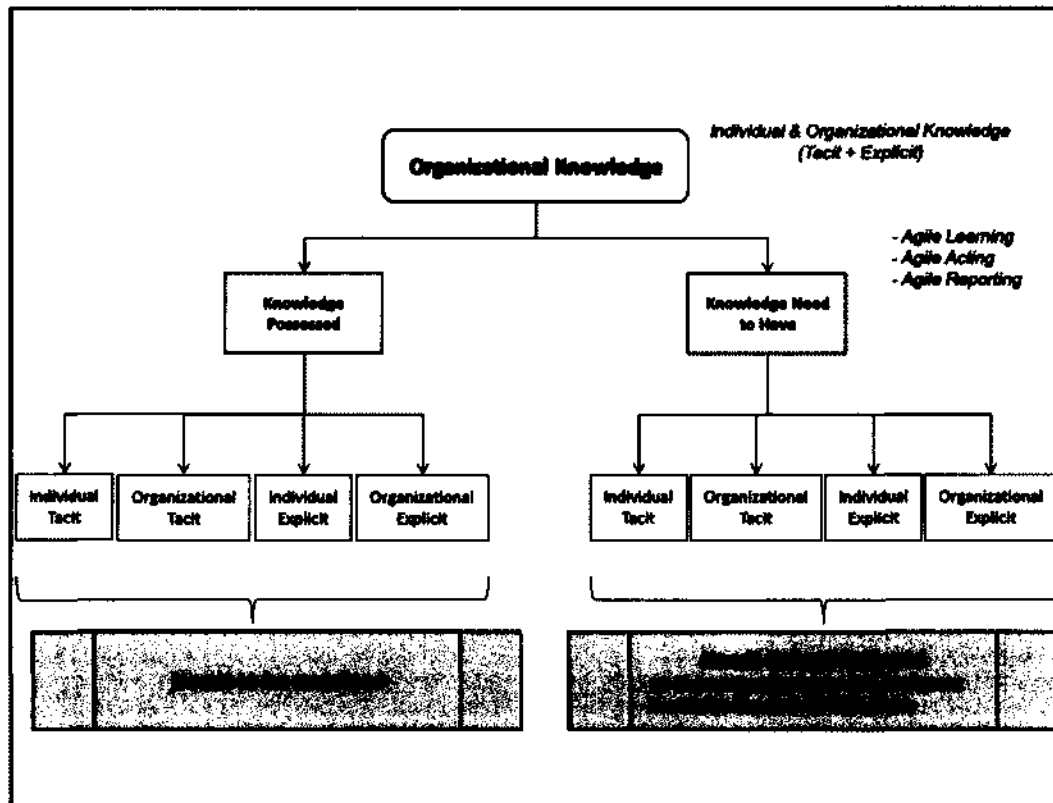 Individual & Organizational Knowledge
(Tacit + Explicit)
Organizational Knowledge
- Agile Learning
- Agile Acting
- Agile Reporting
Knowledge
Possessed
Knowledge Need
to Have
Individual
Tacit
Organizational
Tacit
Individual
Explicit
Organizational
Explicit
Individual
Tacit
Organizational
Tacit
Individual
Explicit
Organizational
Explicit